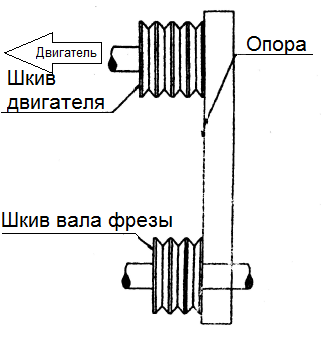 Двигатель
Опора
Шкив
двигателя
Шкив вала фрезы